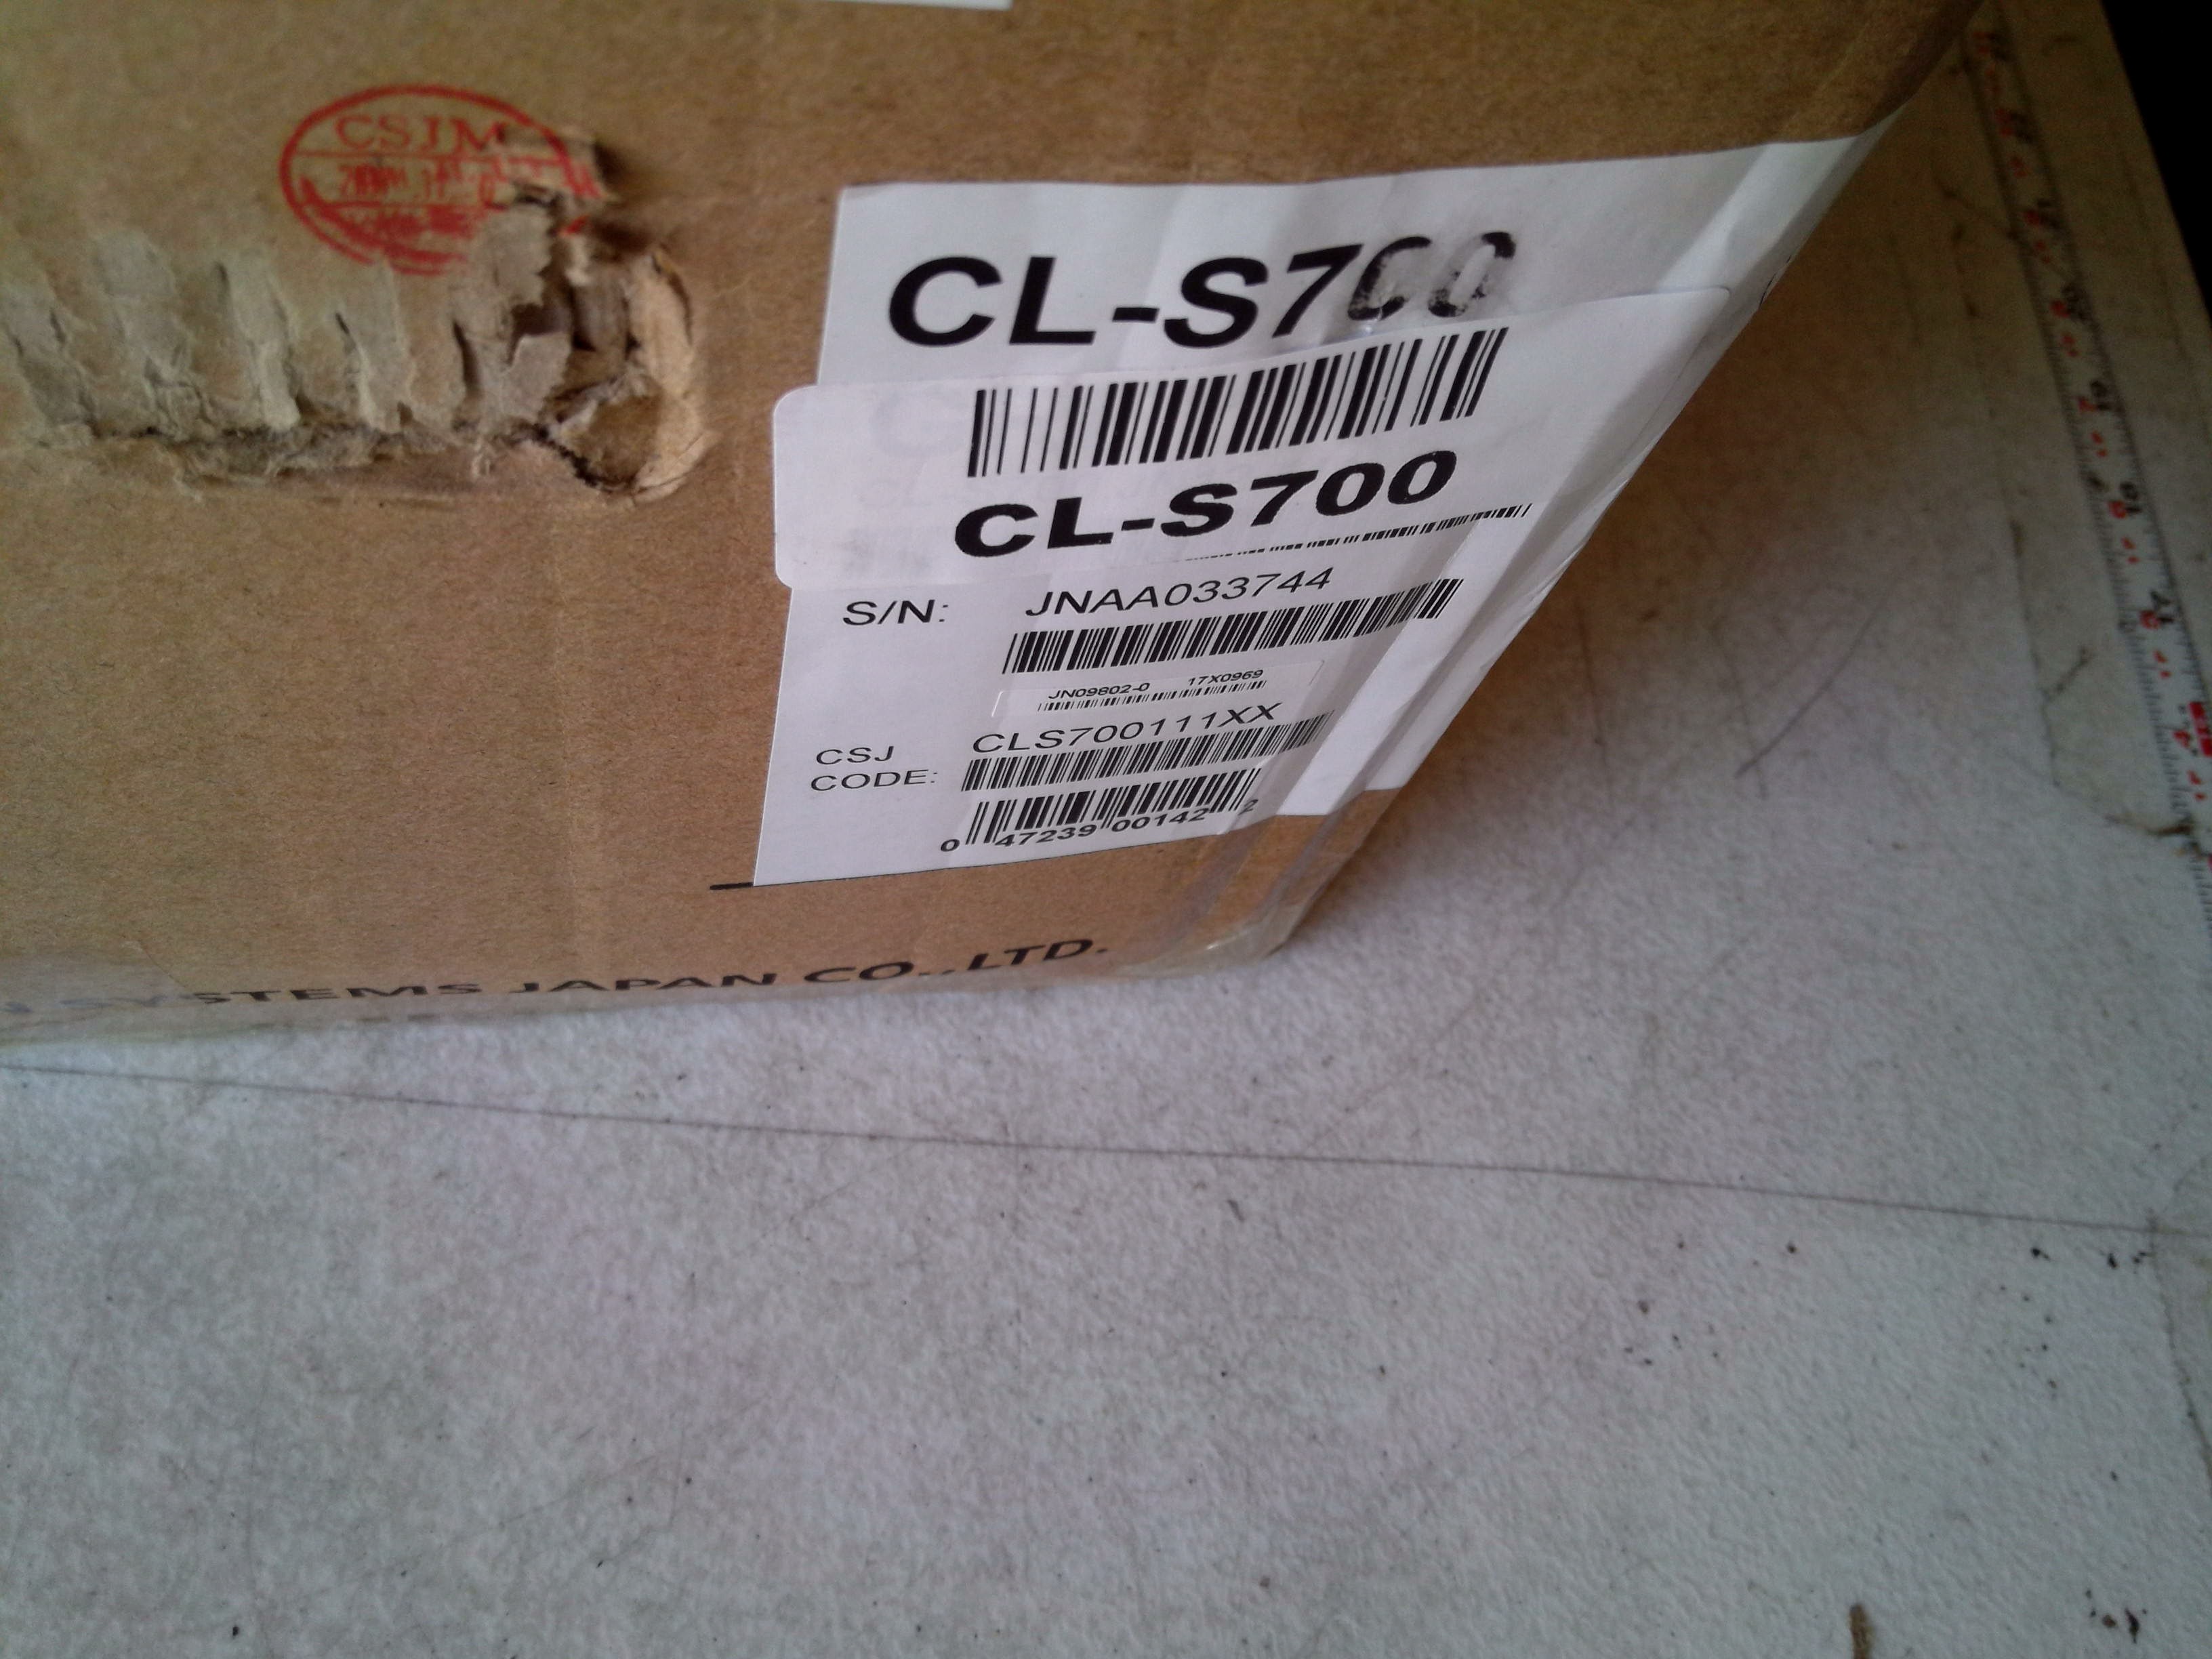 CSJM
CL-S700
CL-S700
S/N: JNAA033744
JN09802-0 17X0969
CSJ
CODE: CLS700111XX
0 47239 00142 2
SYSTEMS JAPAN CO.,LTD.